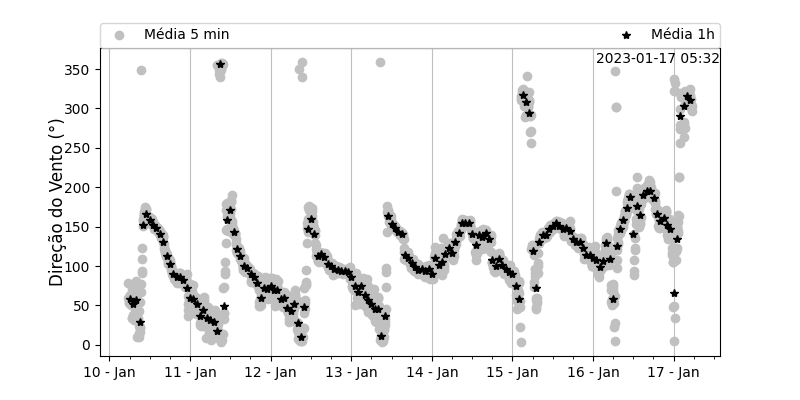 Média 5 min
Média 1h
2023-01-17 05:32
Direção do Vento (°)
350
300
250
200
150
100
50
0
10 - Jan
11 - Jan
12 - Jan
13 - Jan
14 - Jan
15 - Jan
16 - Jan
17 - Jan